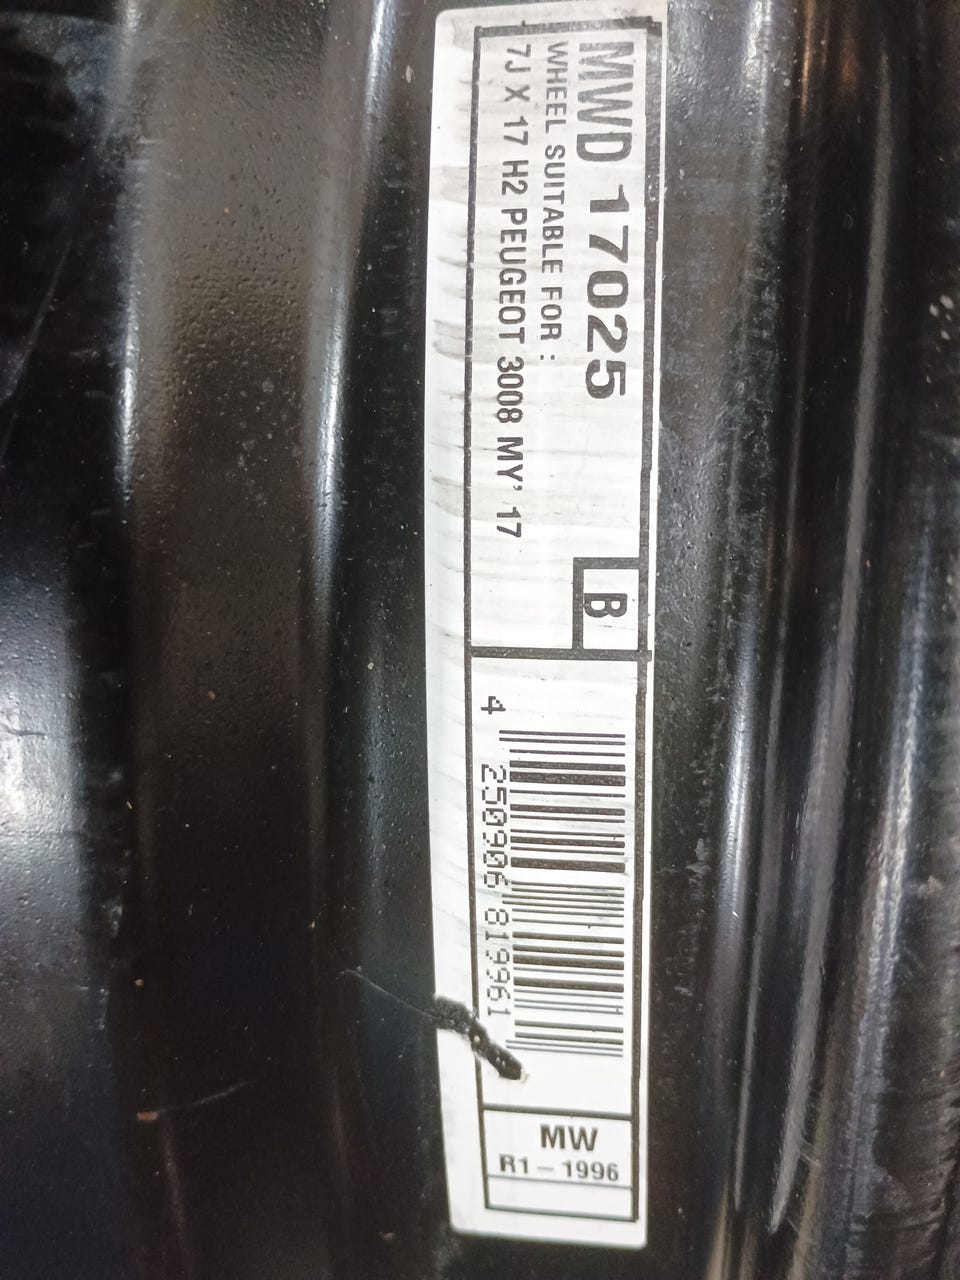 MWD 17025
WHEEL SUITABLE FOR :
7J X 17 H2 PEUGEOT 3008 MY' 17
B
4 250906 819961
MW
R1-1996